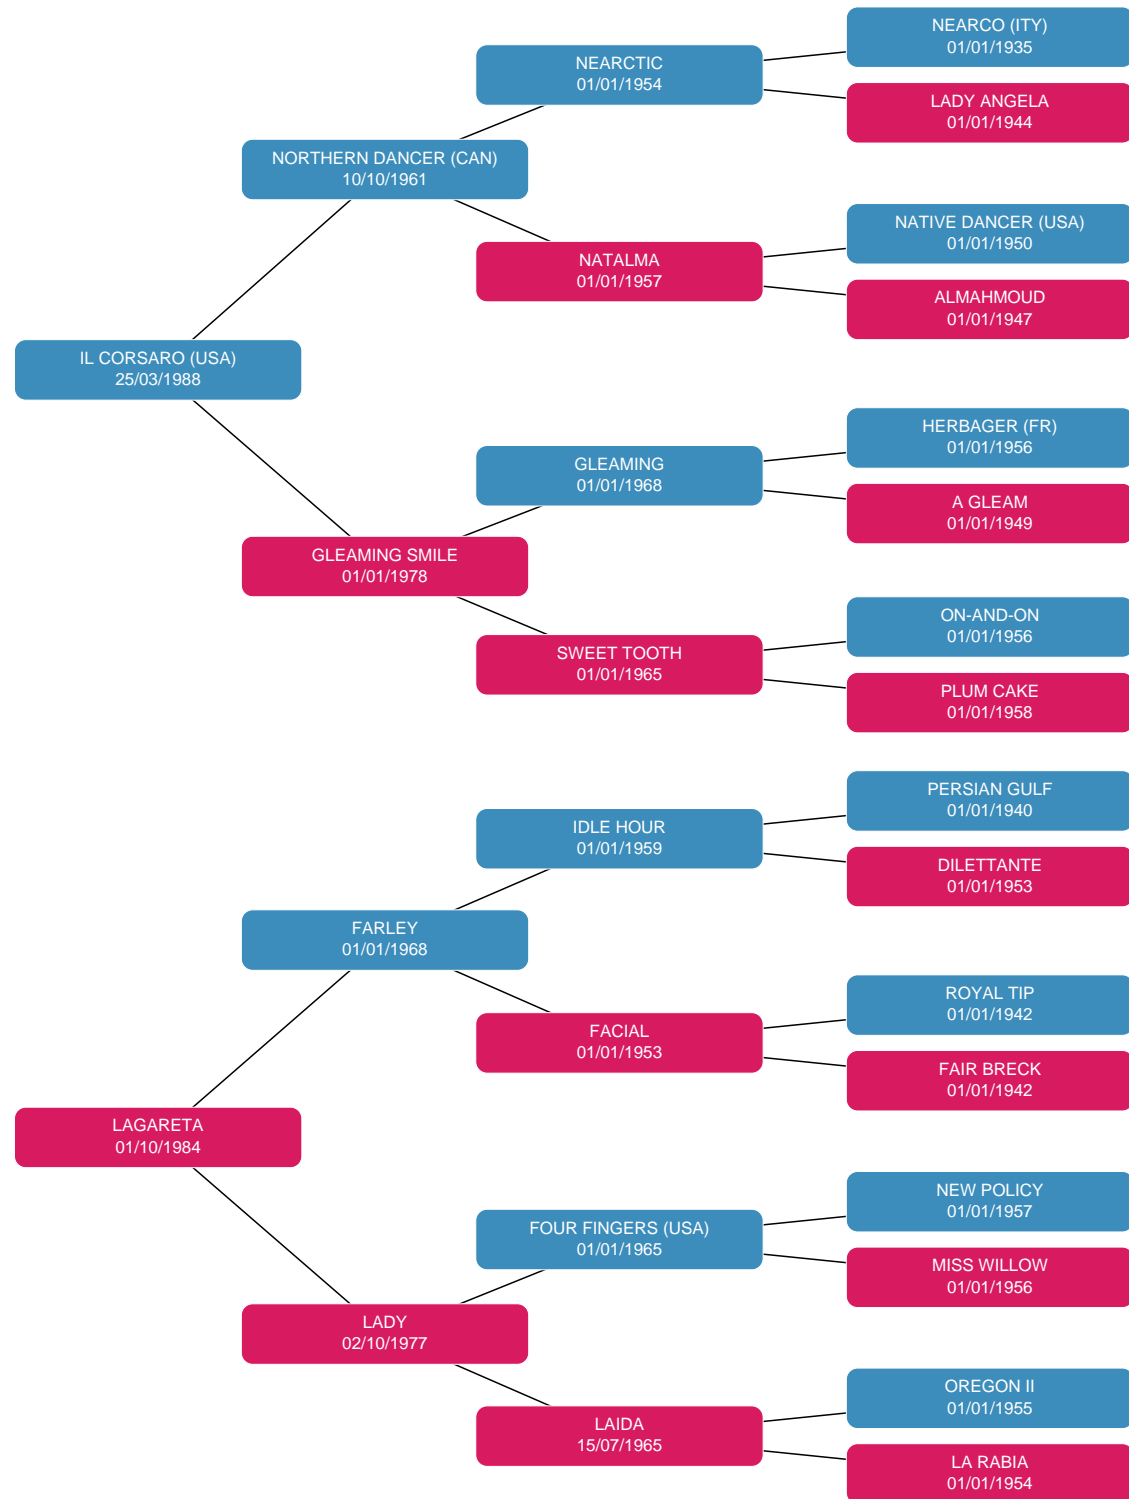 NEARCO (ITY)
01/01/1935
NEARCTIC
01/01/1954
LADY ANGELA
01/01/1944
NORTHERN DANCER (CAN)
10/10/1961
NATIVE DANCER (USA)
01/01/1950
NATALMA
01/01/1957
ALMAHMOUD
01/01/1947
IL CORSARO (USA)
25/03/1988
HERBAGER (FR)
01/01/1956
GLEAMING
01/01/1968
A GLEAM
01/01/1949
GLEAMING SMILE
01/01/1978
ON-AND-ON
01/01/1956
SWEET TOOTH
01/01/1965
PLUM CAKE
01/01/1958
PERSIAN GULF
01/01/1940
IDLE HOUR
01/01/1959
DILETTANTE
01/01/1953
FARLEY
01/01/1968
ROYAL TIP
01/01/1942
FACIAL
01/01/1953
FAIR BRECK
01/01/1942
LAGARETA
01/10/1984
NEW POLICY
01/01/1957
FOUR FINGERS (USA)
01/01/1965
MISS WILLOW
01/01/1956
LADY
02/10/1977
OREGON II
01/01/1955
LAIDA
15/07/1965
LA RABIA
01/01/1954